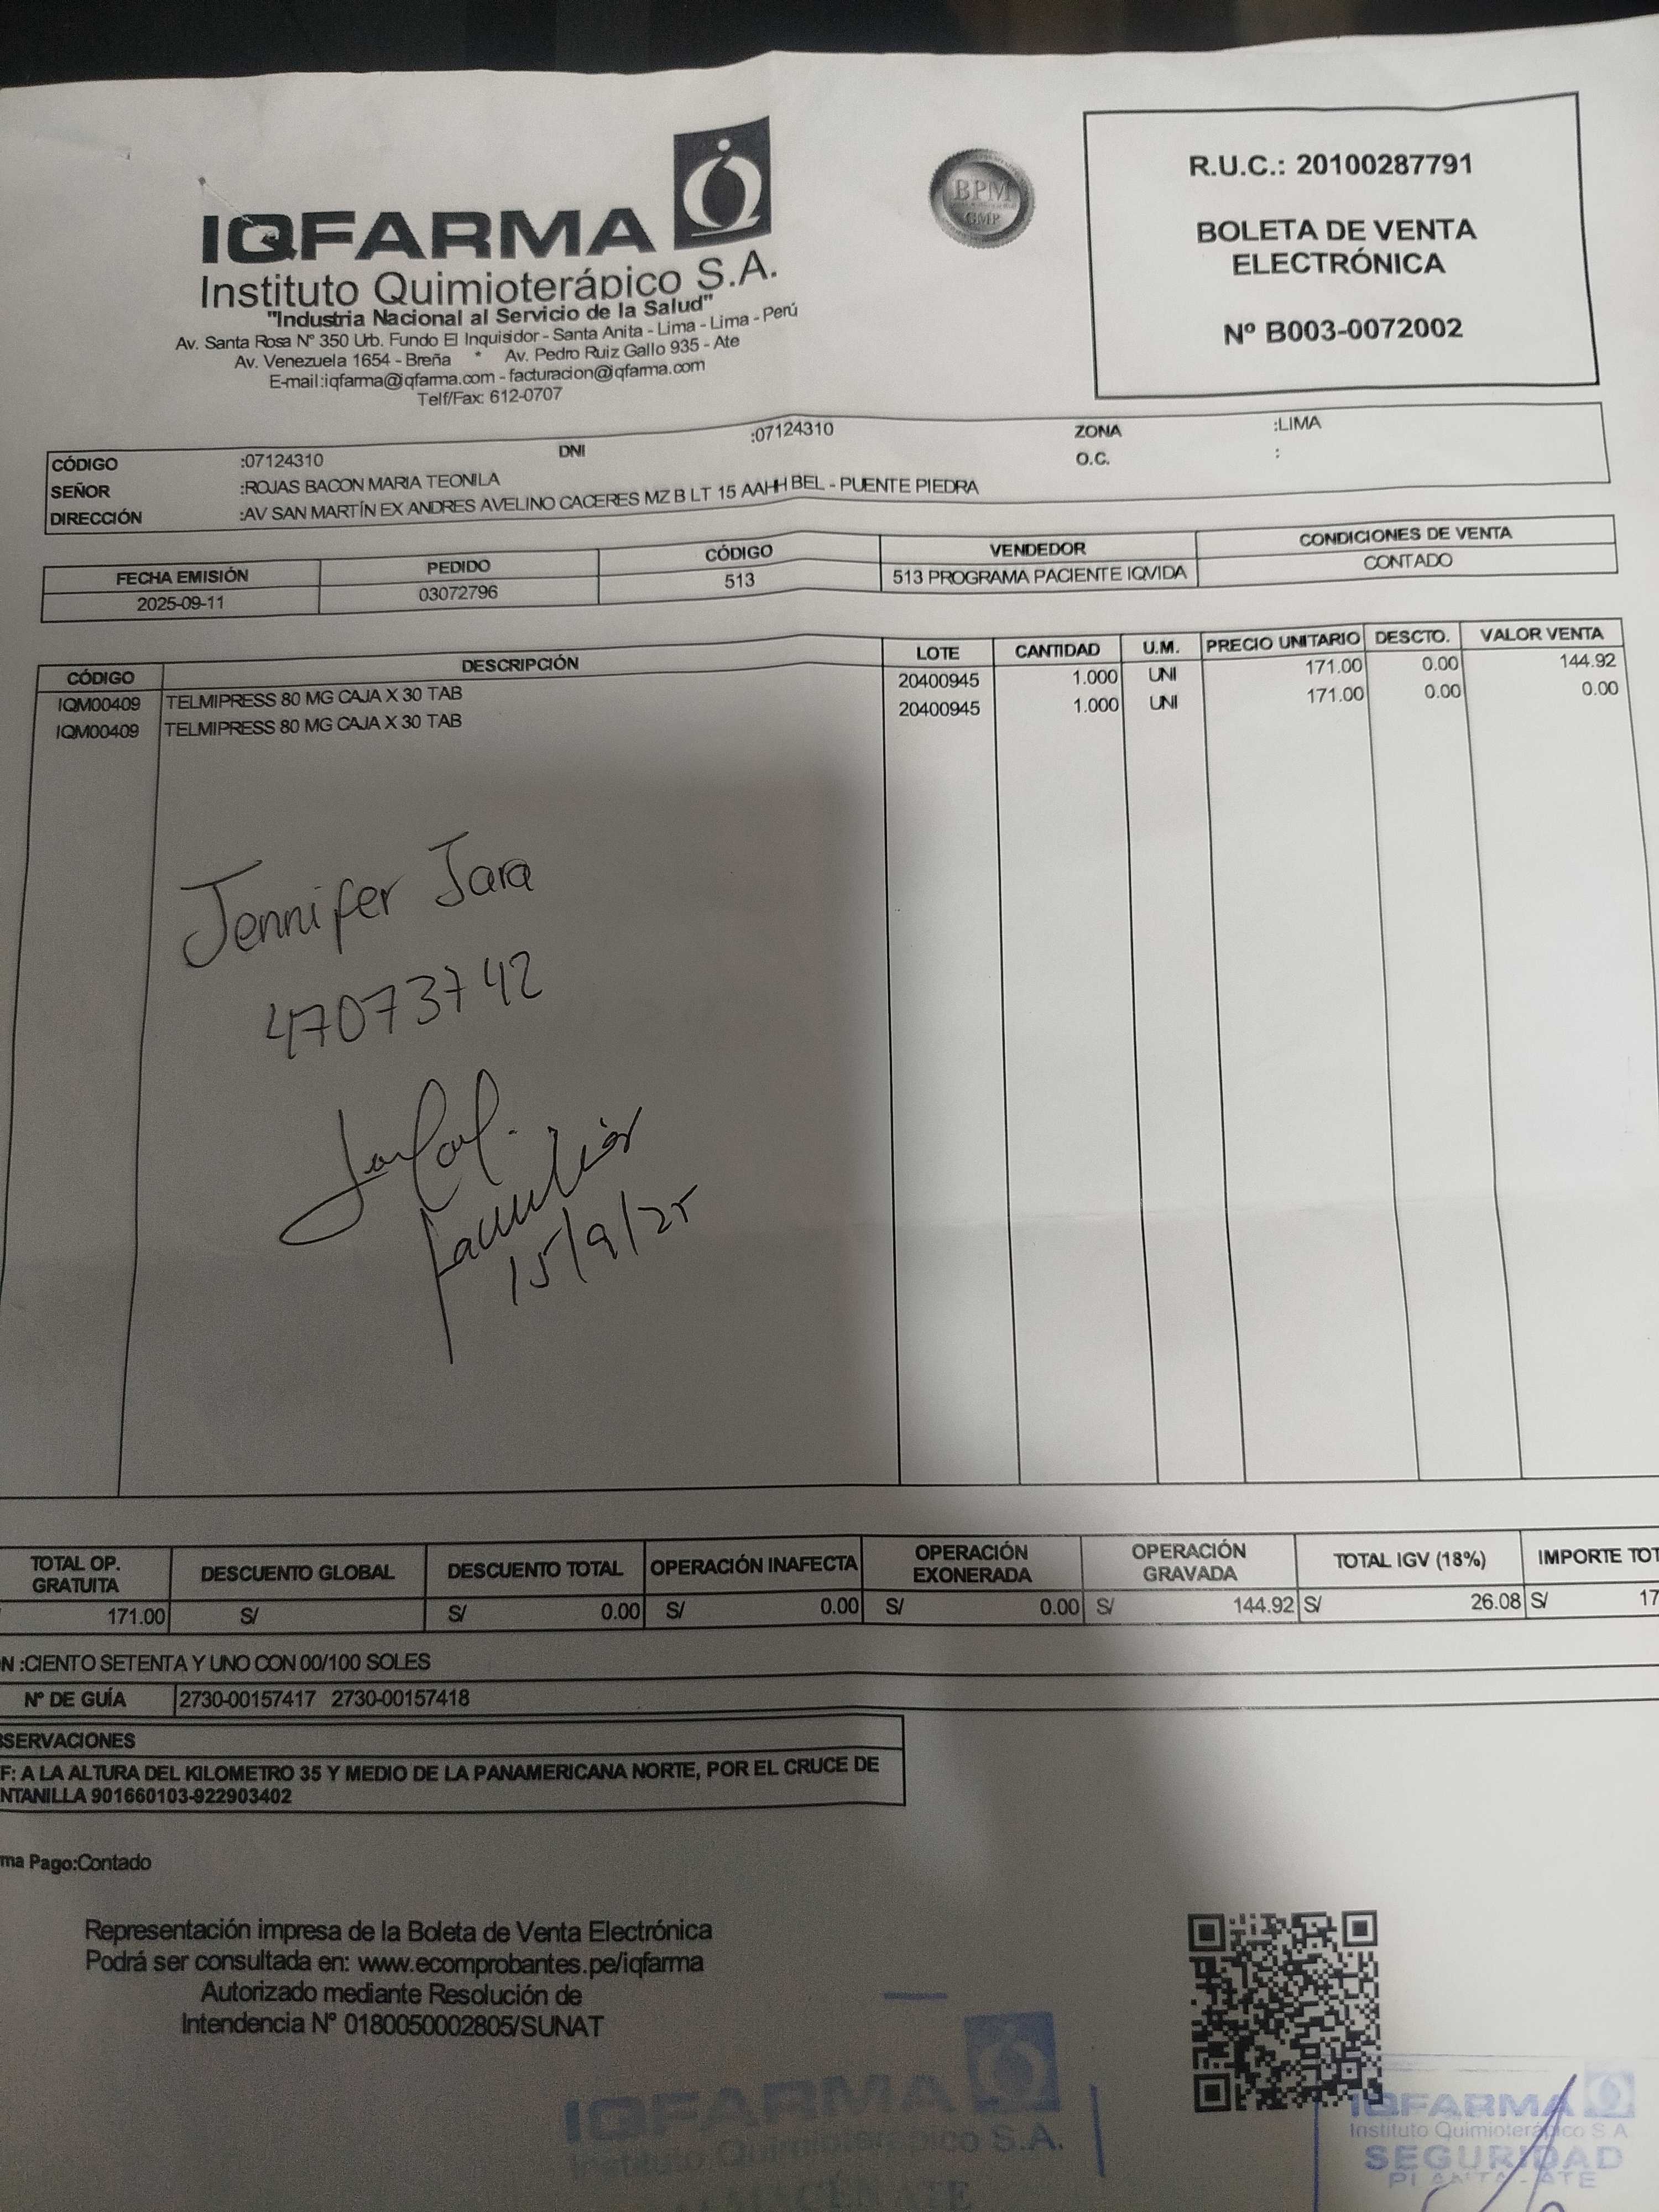 IQFARMA
Instituto Quimioterápico S.A.
"Industria Nacional al Servicio de la Salud"
Av. Santa Rosa N° 350 Urb. Fundo El Inquisidor - Santa Anita - Lima - Lima - Perú
Av. Venezuela 1654 - Breña * Av. Pedro Ruiz Gallo 935 - Ate
E-mail:iqfarma@iqfarma.com - facturacion@iqfarma.com
Telf/Fax: 612-0707
BPM
GMP
R.U.C.: 20100287791
BOLETA DE VENTA
ELECTRÓNICA
Nº B003-0072002
CÓDIGO :07124310 DNI :07124310 ZONA :LIMA
SEÑOR :ROJAS BACON MARIA TEONILA O.C. :
DIRECCIÓN :AV SAN MARTÍN EX ANDRES AVELINO CACERES MZ B LT 15 AAHH BEL - PUENTE PIEDRA
FECHA EMISIÓN PEDIDO CÓDIGO VENDEDOR CONDICIONES DE VENTA
2025-09-11 03072796 513 513 PROGRAMA PACIENTE IQVIDA CONTADO
CÓDIGO DESCRIPCIÓN LOTE CANTIDAD U.M. PRECIO UNITARIO DESCTO. VALOR VENTA
IQM00409 TELMIPRESS 80 MG CAJA X 30 TAB 20400945 1.000 UNI 171.00 0.00 144.92
IQM00409 TELMIPRESS 80 MG CAJA X 30 TAB 20400945 1.000 UNI 171.00 0.00 0.00
Jennifer Jara
47073742
15/9/25
TOTAL OP. GRATUITA DESCUENTO GLOBAL DESCUENTO TOTAL OPERACIÓN INAFECTA OPERACIÓN EXONERADA OPERACIÓN GRAVADA TOTAL IGV (18%) IMPORTE TOT
171.00 S/ S/ 0.00 S/ 0.00 S/ 0.00 S/ 144.92 S/ 26.08 S/ 17
N :CIENTO SETENTA Y UNO CON 00/100 SOLES
Nº DE GUÍA 2730-00157417 2730-00157418
SERVACIONES
F: A LA ALTURA DEL KILOMETRO 35 Y MEDIO DE LA PANAMERICANA NORTE, POR EL CRUCE DE
NTANILLA 901660103-922903402
ma Pago:Contado
Representación impresa de la Boleta de Venta Electrónica
Podrá ser consultada en: www.ecomprobantes.pe/iqfarma
Autorizado mediante Resolución de
Intendencia N° 0180050002805/SUNAT
IQFARMA
Instituto Quimioterápico S.A.
IQFARMA
Instituto Quimioterápico S A
SEGURIDAD
PLANTA - ATE